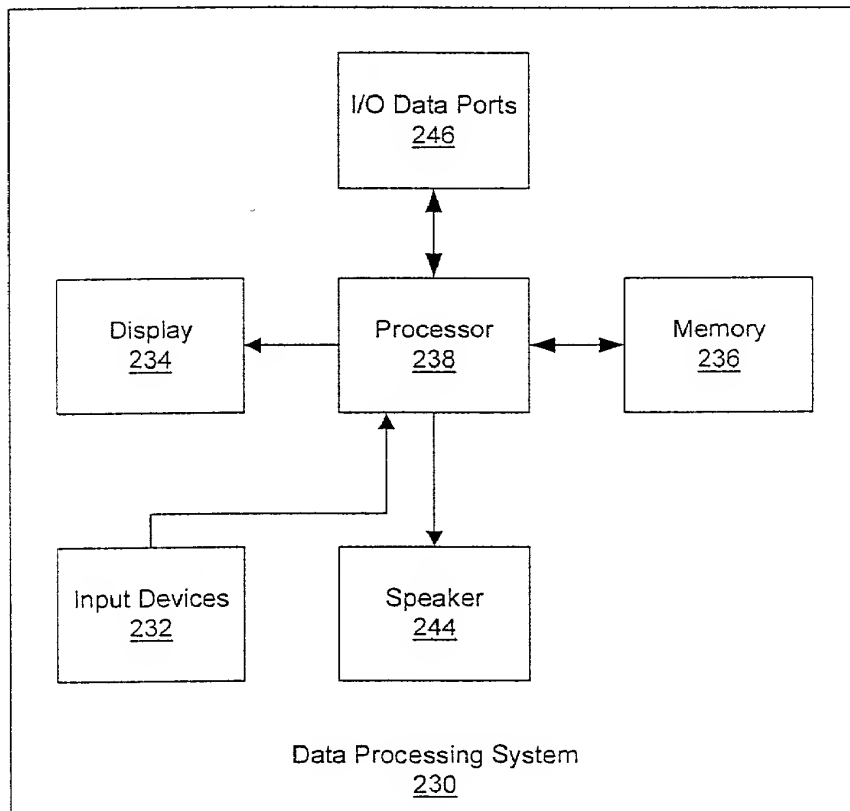 I/O Data Ports
246
Display
234
Processor
238
Memory
236
Input Devices
232
Speaker
244
Data Processing System
230